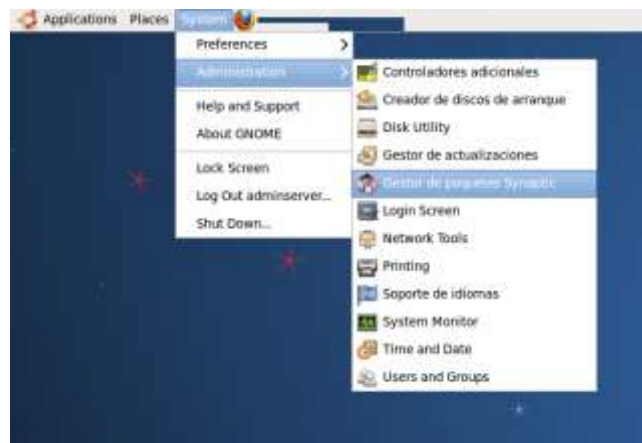 Applications Places System
Preferences
Administration
Help and Support
About GNOME
Lock Screen
Log Out adminserver...
Shut Down...
Controladores adicionales
Creador de discos de arranque
Disk Utility
Gestor de actualizaciones
Gestor de paquetes Synaptic
Login Screen
Network Tools
Printing
Soporte de idiomas
System Monitor
Time and Date
Users and Groups